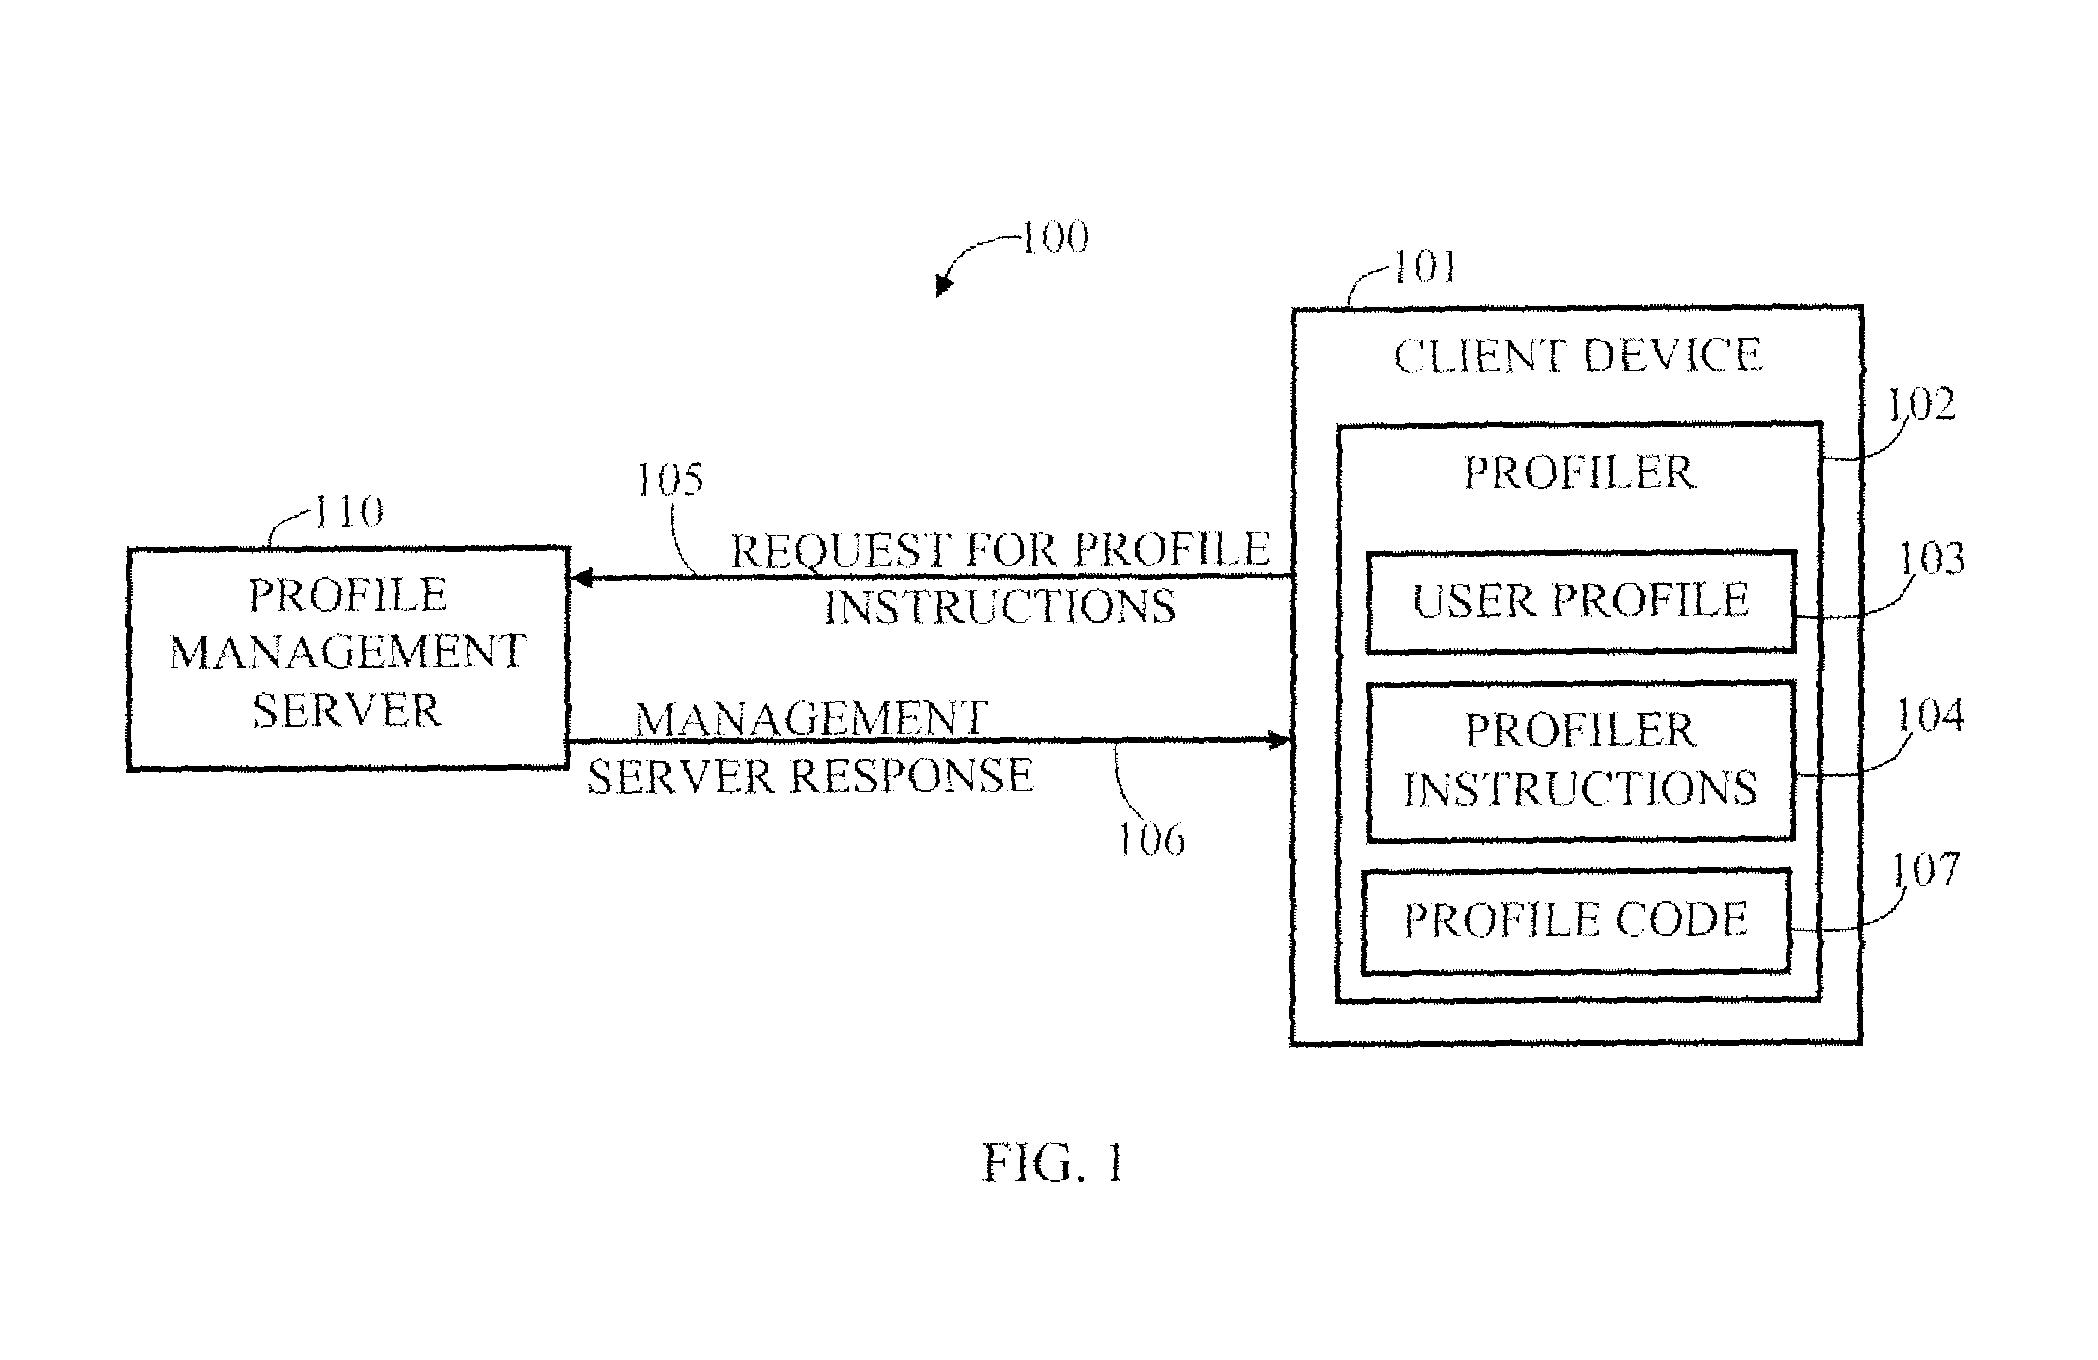 100
101
CLIENT DEVICE
102
PROFILER
105
110
REQUEST FOR PROFILE
INSTRUCTIONS
103
USER PROFILE
PROFILE
MANAGEMENT
SERVER
MANAGEMENT
SERVER RESPONSE
106
104
PROFILER
INSTRUCTIONS
107
PROFILE CODE
FIG. 1